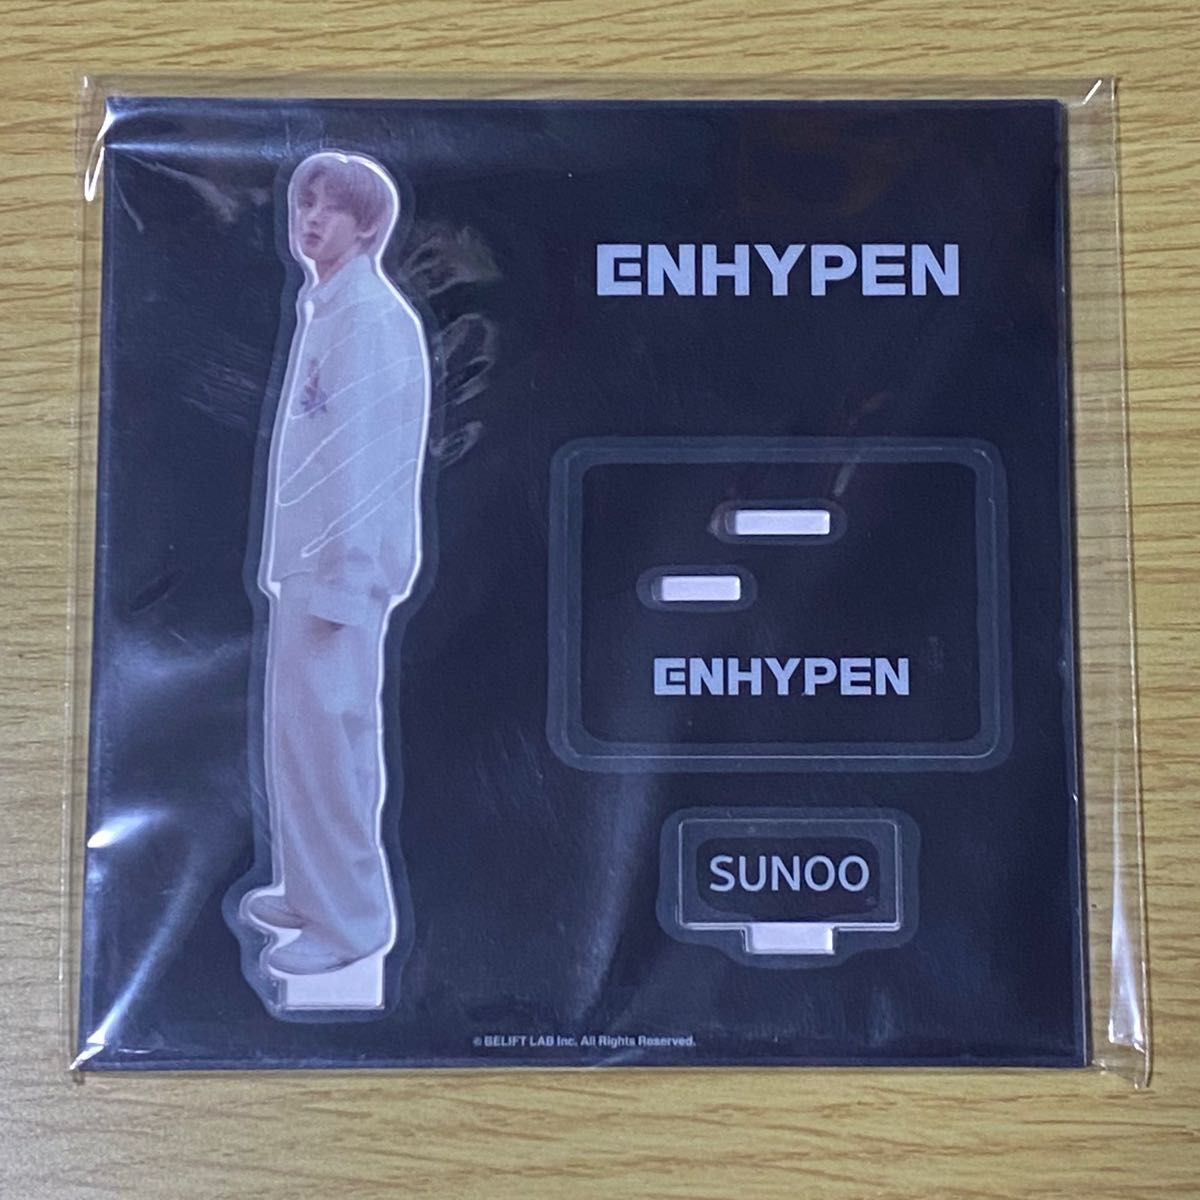 ENHYPEN
ENHYPEN
SUNOO
© BELIFT LAB Inc. All Rights Reserved.